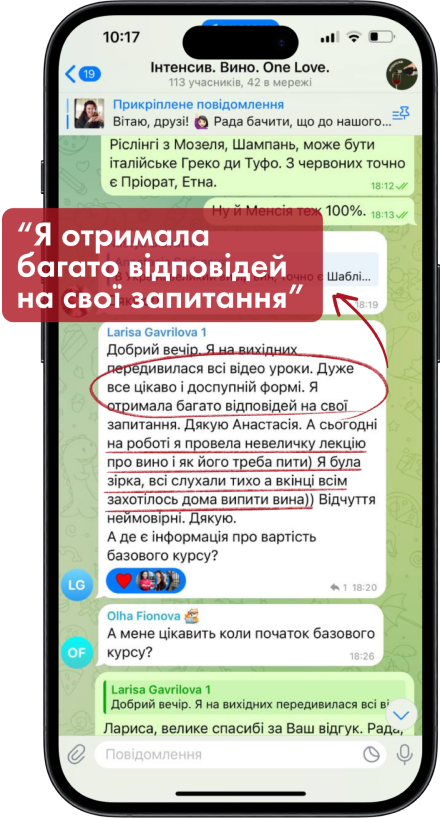 10:17
19
Інтенсив. Вино. One Love.
113 учасників, 42 в мережі
Прикріплене повідомлення
Вітаю, друзі! 🙋🏻‍♀️ Рада бачити, що до нашого...
Ріслінгі з Мозеля, Шампань, може бути
італійське Греко ди Туфо. З червоних точно
є Пріорат, Етна.
18:12
Ну й Менсія теж 100%. 18:13
“Я отримала
багато відповідей
на свої запитання”
точно є Шаблі...
18:19
Larisa Gavrilova 1
Добрий вечір. Я на вихідних
передивилася всі відео уроки. Дуже
все цікаво і доступній формі. Я
отримала багато відповідей на свої
запитання. Дякую Анастасія. А сьогодні
на роботі я провела невеличку лекцію
про вино і як його треба пити) Я була
зірка, всі слухали тихо а вкінці всім
захотілось дома випити вина)) Відчуття
неймовірні. Дякую.
А де є інформація про вартість
базового курсу?
LG
1 18:20
Olha Fionova
А мене цікавить коли початок базового
курсу?
OF
18:26
Larisa Gavrilova 1
Добрий вечір. Я на вихідних передивилася всі ві
Лариса, велике спасибі за Ваш відгук. Рада,
Повідомлення